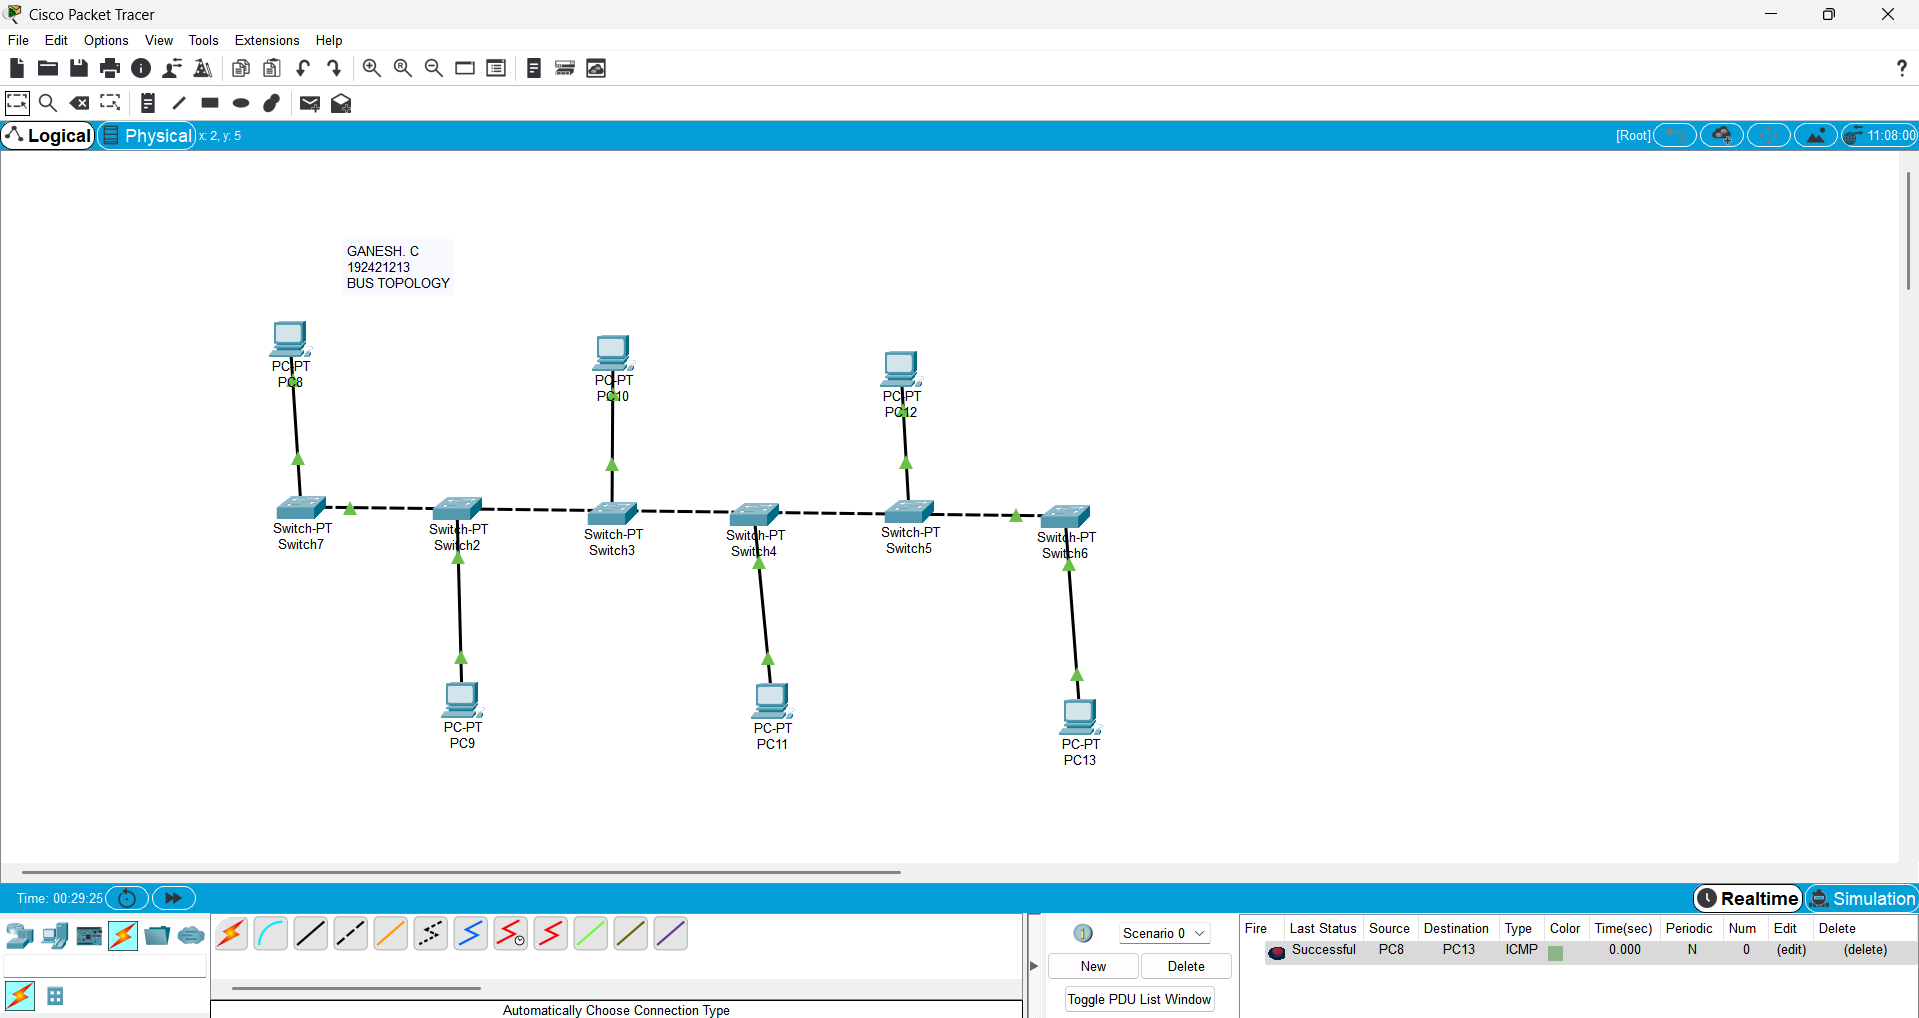 Cisco Packet Tracer
File Edit Options View Tools Extensions Help
?
Logical Physical x: 2, y: 5 [Root] 11:08:00
GANESH. C
192421213
BUS TOPOLOGY
PC-PT
PC8
PC-PT
PC10
PC-PT
PC12
Switch-PT
Switch7
Switch-PT
Switch2
Switch-PT
Switch3
Switch-PT
Switch4
Switch-PT
Switch5
Switch-PT
Switch6
PC-PT
PC9
PC-PT
PC11
PC-PT
PC13
Time: 00:29:25 Realtime Simulation
Scenario 0
New Delete
Toggle PDU List Window
Fire Last Status Source Destination Type Color Time(sec) Periodic Num Edit Delete
Successful PC8 PC13 ICMP 0.000 N 0 (edit) (delete)
Automatically Choose Connection Type